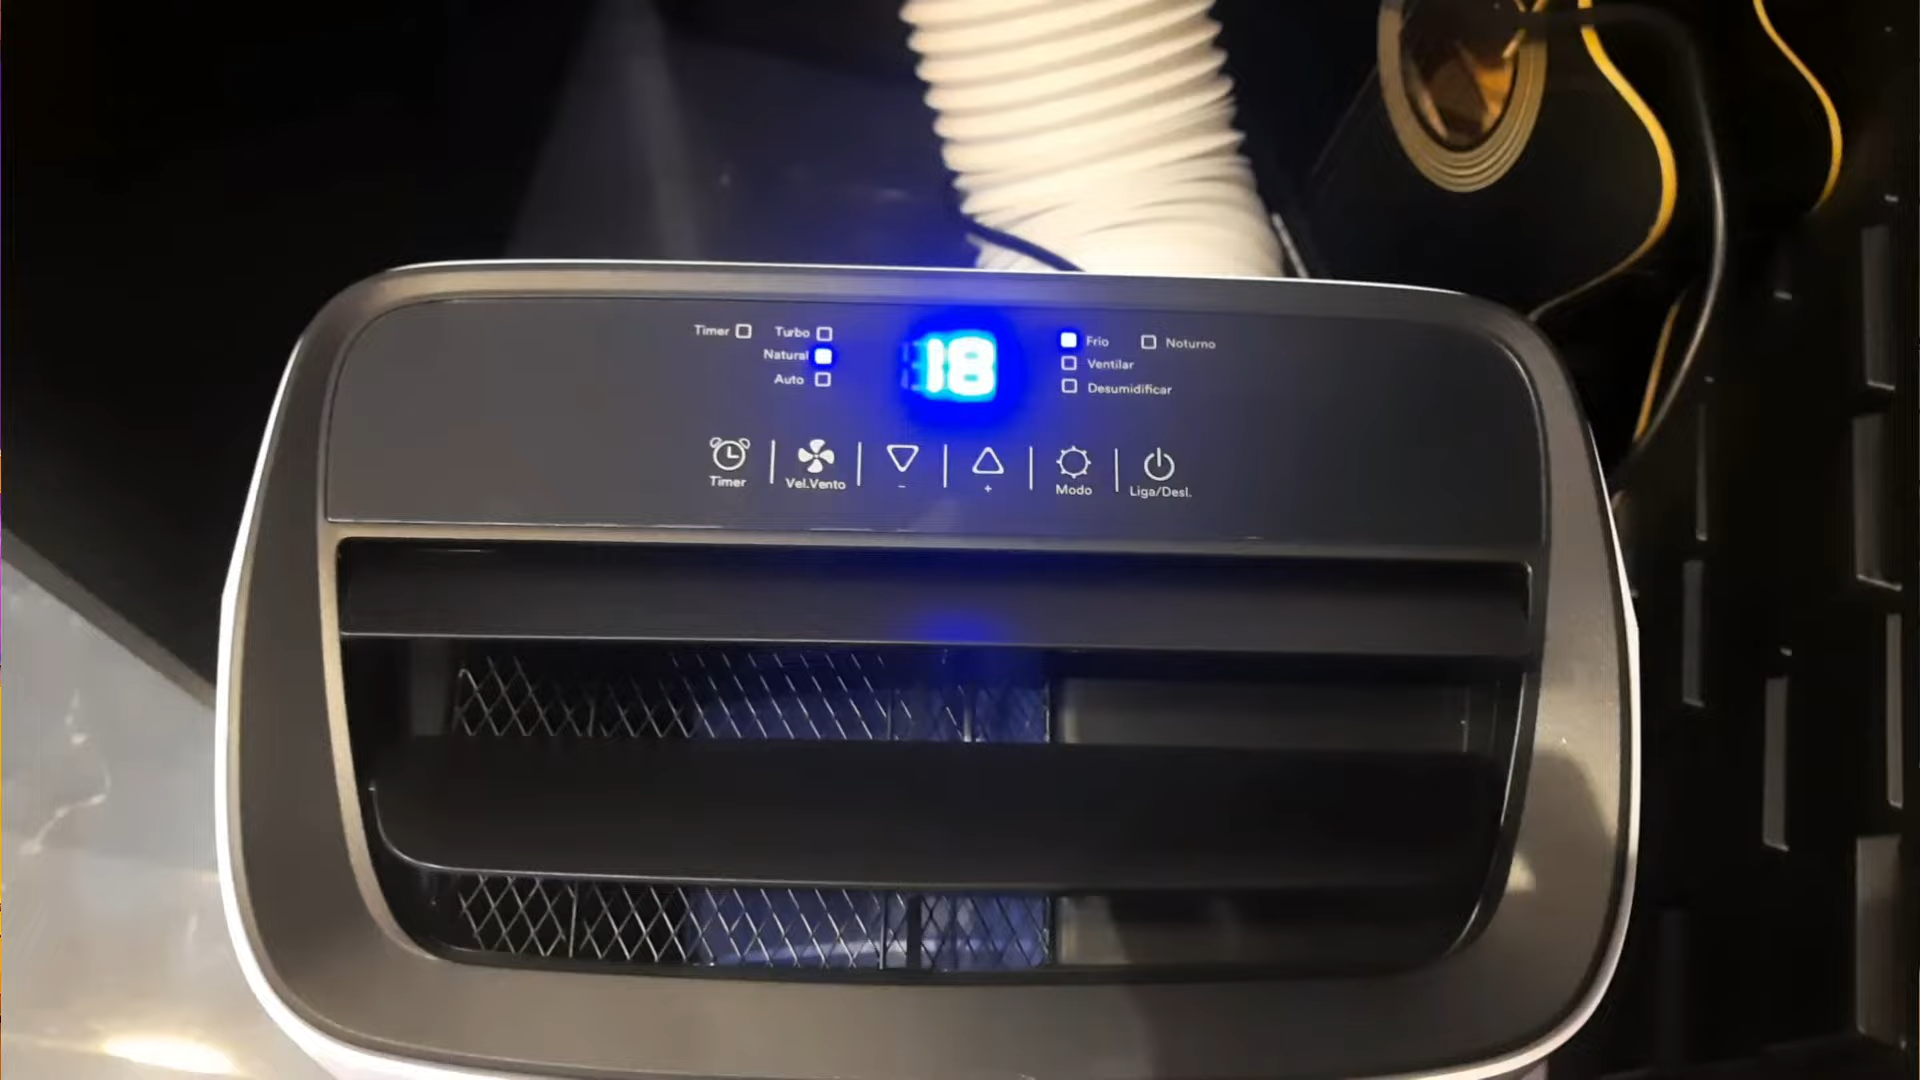 Timer Turbo
Natural
Auto
18
Frio Noturno
Ventilar
Desumidificar
Timer
Vel.Vento
-
+
Modo
Liga/Desl.